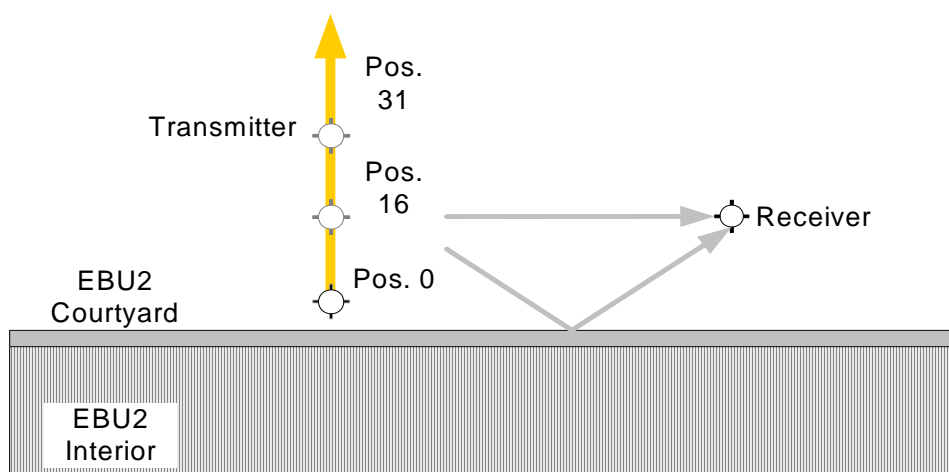 Pos.
31
Transmitter
Pos.
16
Receiver
Pos. 0
EBU2
Courtyard
EBU2
Interior